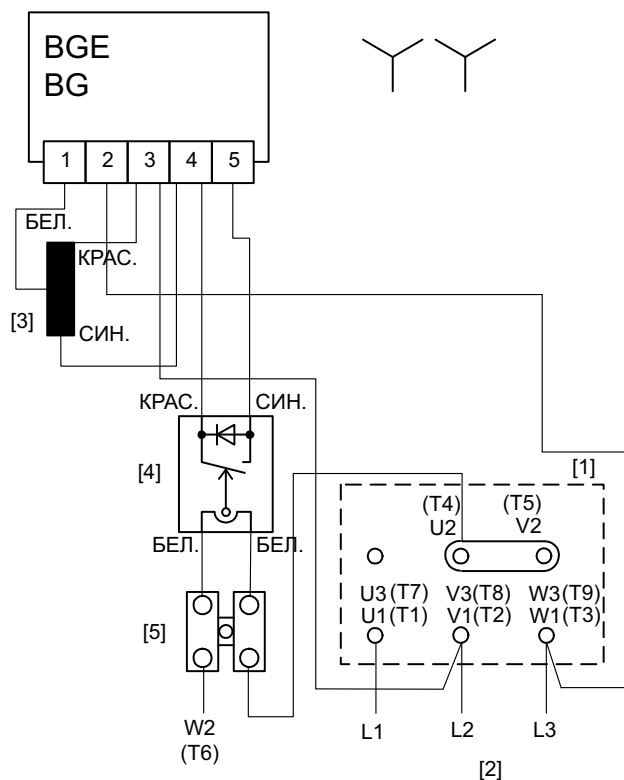 BGE
BG
1 2 3 4 5
БЕЛ.
КРАС.
[3]
СИН.
КРАС. СИН.
[4]
[1]
(T4) (T5)
U2 V2
БЕЛ. БЕЛ.
U3 (T7) V3 (T8) W3 (T9)
U1 (T1) V1 (T2) W1 (T3)
[5]
W2
(T6)
L1 L2 L3
[2]